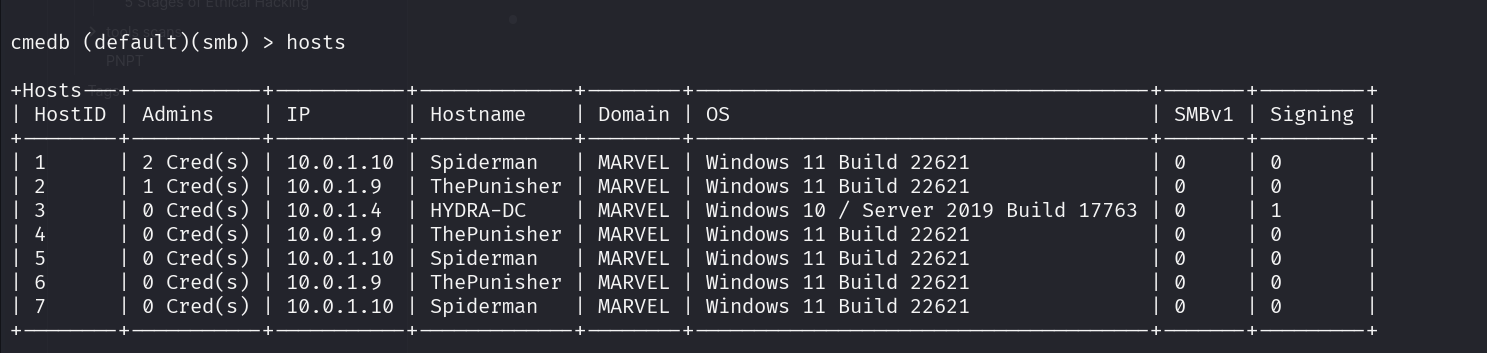 5 Stages of Ethical Hacking
cmedb (default)(smb) > hosts
PNPT
+Hosts---+-----------+-----------+-------------+--------+-------------------------------------+-------+---------+
| HostID | Admins | IP | Hostname | Domain | OS | SMBv1 | Signing |
+--------+-----------+-----------+-------------+--------+-------------------------------------+-------+---------+
| 1 | 2 Cred(s) | 10.0.1.10 | Spiderman | MARVEL | Windows 11 Build 22621 | 0 | 0 |
| 2 | 1 Cred(s) | 10.0.1.9 | ThePunisher | MARVEL | Windows 11 Build 22621 | 0 | 0 |
| 3 | 0 Cred(s) | 10.0.1.4 | HYDRA-DC | MARVEL | Windows 10 / Server 2019 Build 17763 | 0 | 1 |
| 4 | 0 Cred(s) | 10.0.1.9 | ThePunisher | MARVEL | Windows 11 Build 22621 | 0 | 0 |
| 5 | 0 Cred(s) | 10.0.1.10 | Spiderman | MARVEL | Windows 11 Build 22621 | 0 | 0 |
| 6 | 0 Cred(s) | 10.0.1.9 | ThePunisher | MARVEL | Windows 11 Build 22621 | 0 | 0 |
| 7 | 0 Cred(s) | 10.0.1.10 | Spiderman | MARVEL | Windows 11 Build 22621 | 0 | 0 |
+--------+-----------+-----------+-------------+--------+-------------------------------------+-------+---------+